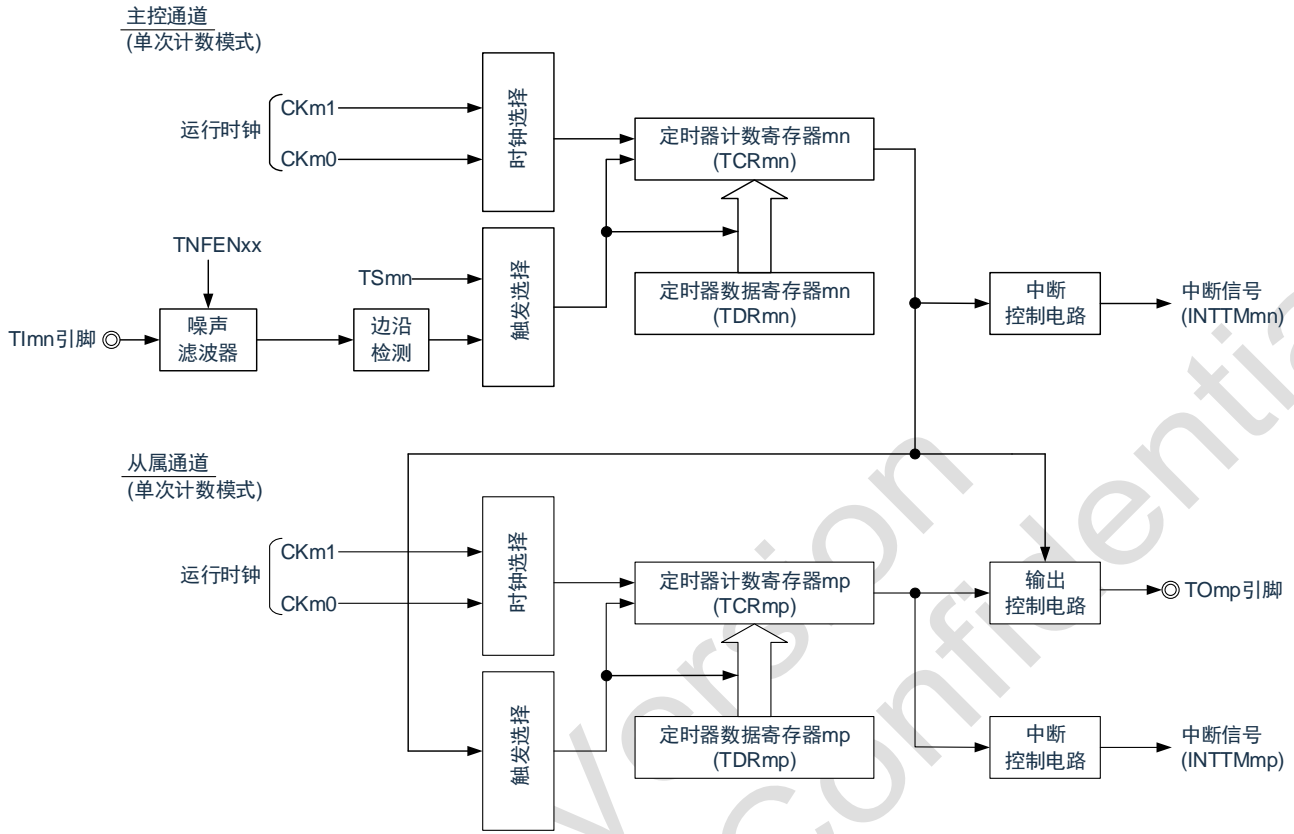 主控通道
(单次计数模式)
运行时钟
CKm1
CKm0
时钟选择
定时器计数寄存器mn
(TCRmn)
TNFENxx
TSmn
触发选择
定时器数据寄存器mn
(TDRmn)
中断
控制电路
中断信号
(INTTMmn)
TImn引脚
噪声
滤波器
边沿
检测
从属通道
(单次计数模式)
运行时钟
CKm1
CKm0
时钟选择
定时器计数寄存器mp
(TCRmp)
输出
控制电路
TOmp引脚
触发选择
定时器数据寄存器mp
(TDRmp)
中断
控制电路
中断信号
(INTTMmp)
Version
Confidentia